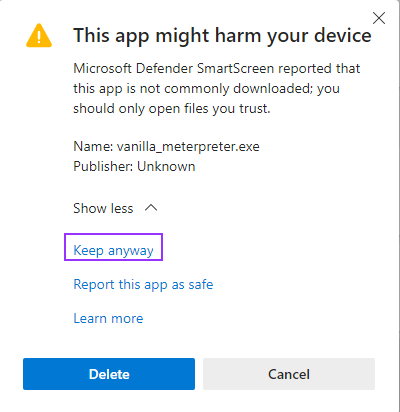 This app might harm your device
Microsoft Defender SmartScreen reported that
this app is not commonly downloaded; you
should only open files you trust.
Name: vanilla_meterpreter.exe
Publisher: Unknown
Show less
Keep anyway
Report this app as safe
Learn more
Delete
Cancel